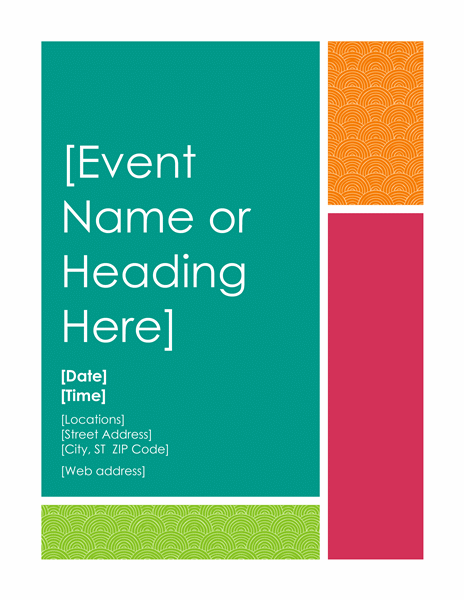 [Event
Name or
Heading
Here]
[Date]
[Time]
[Locations]
[Street Address]
[City, ST  ZIP Code]
[Web address]